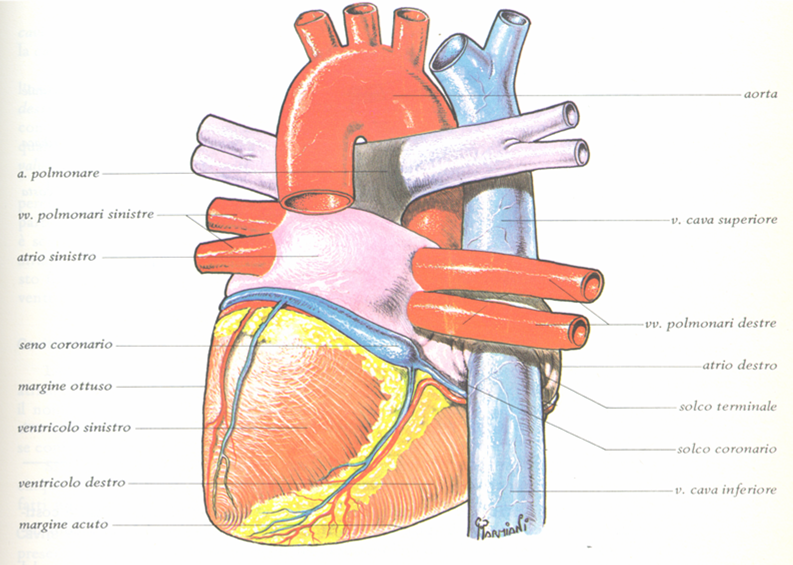 aorta
a. polmonare
vv. polmonari sinistre
v. cava superiore
atrio sinistro
vv. polmonari destre
seno coronario
atrio destro
margine ottuso
solco terminale
ventricolo sinistro
solco coronario
ventricolo destro
v. cava inferiore
margine acuto